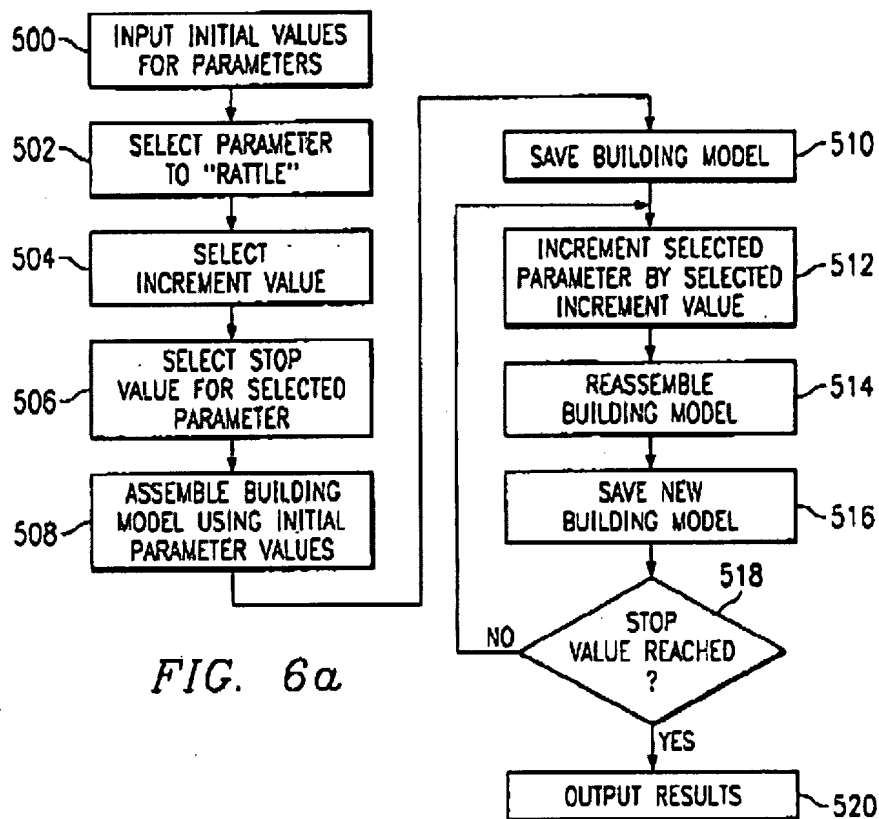 500
INPUT INITIAL VALUES
FOR PARAMETERS
502
SELECT PARAMETER
TO "RATTLE"
504
SELECT
INCREMENT VALUE
506
SELECT STOP
VALUE FOR SELECTED
PARAMETER
508
ASSEMBLE BUILDING
MODEL USING INITIAL
PARAMETER VALUES
SAVE BUILDING MODEL
510
INCREMENT SELECTED
PARAMETER BY SELECTED
INCREMENT VALUE
512
REASSEMBLE
BUILDING MODEL
514
SAVE NEW
BUILDING MODEL
516
518
STOP
VALUE REACHED
?
NO
YES
OUTPUT RESULTS
520
FIG. 6a